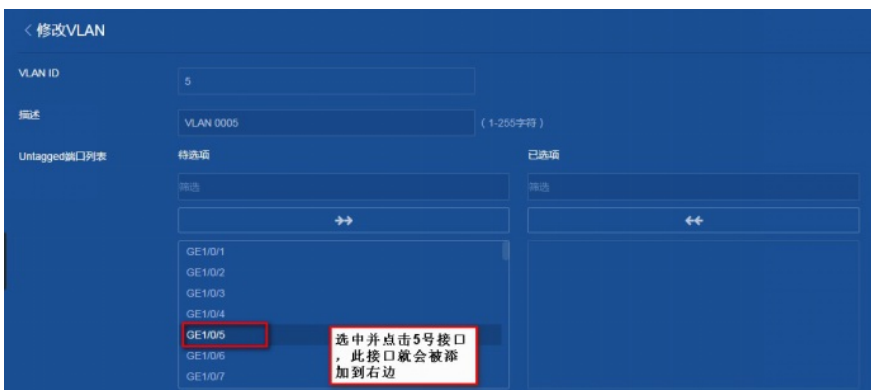 < 修改VLAN
VLAN ID
5
描述
VLAN 0005
(1-255字符)
Untagged端口列表
待选项
已选项
筛选
筛选
GE1/0/1
GE1/0/2
GE1/0/3
GE1/0/4
GE1/0/5
GE1/0/6
GE1/0/7
选中并点击5号接口
，此接口就会被添
加到右边